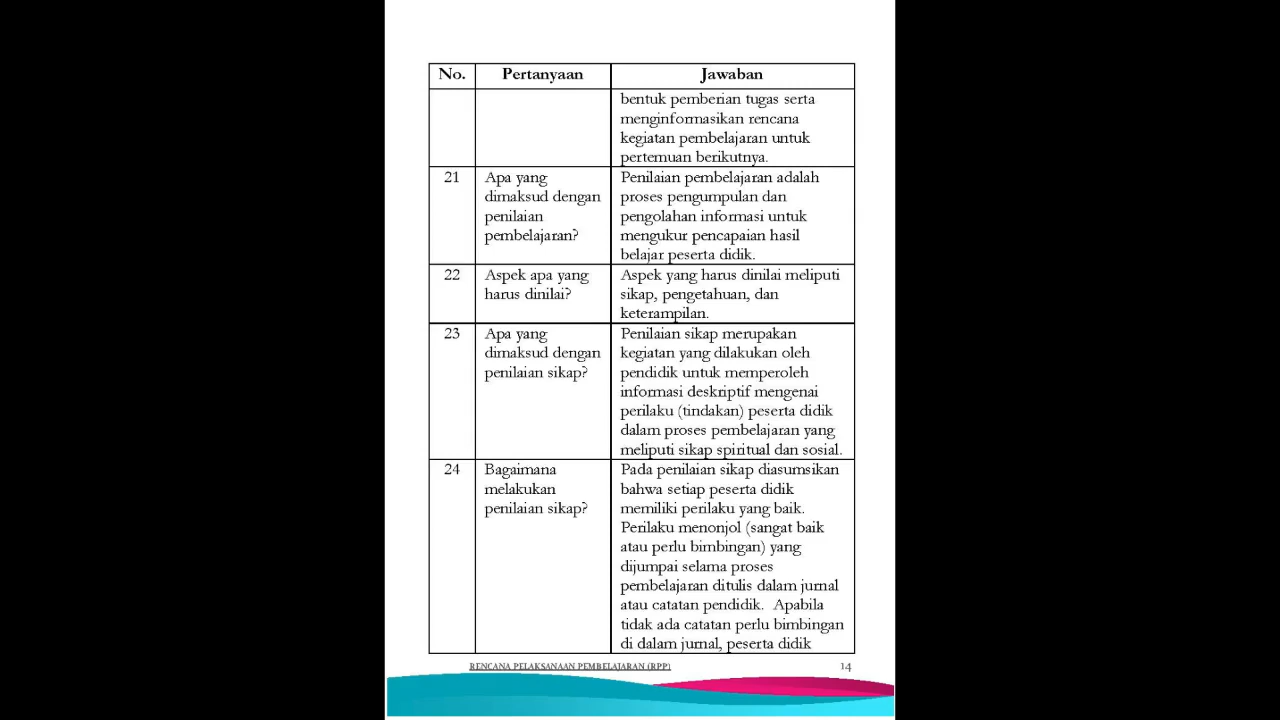 No. Pertanyaan Jawaban
bentuk pemberian tugas serta
menginformasikan rencana
kegiatan pembelajaran untuk
pertemuan berikutnya.
21 Apa yang Penilaian pembelajaran adalah
dimaksud dengan proses pengumpulan dan
penilaian pengolahan informasi untuk
pembelajaran? mengukur pencapaian hasil
belajar peserta didik.
22 Aspek apa yang Aspek yang harus dinilai meliputi
harus dinilai? sikap, pengetahuan, dan
keterampilan.
23 Apa yang Penilaian sikap merupakan
dimaksud dengan kegiatan yang dilakukan oleh
penilaian sikap? pendidik untuk memperoleh
informasi deskriptif mengenai
perilaku (tindakan) peserta didik
dalam proses pembelajaran yang
meliputi sikap spiritual dan sosial.
24 Bagaimana Pada penilaian sikap diasumsikan
melakukan bahwa setiap peserta didik
penilaian sikap? memiliki perilaku yang baik.
Perilaku menonjol (sangat baik
atau perlu bimbingan) yang
dijumpai selama proses
pembelajaran ditulis dalam jurnal
atau catatan pendidik. Apabila
tidak ada catatan perlu bimbingan
di dalam jurnal, peserta didik
RENCANA PELAKSANAAN PEMBELAJARAN (RPP) 14